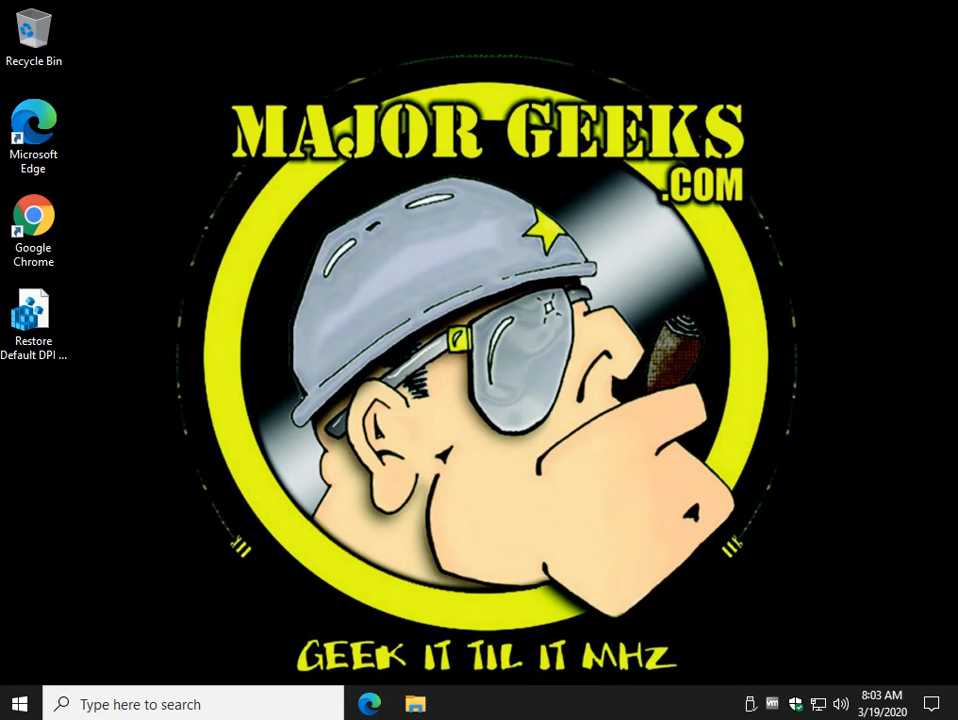 Recycle Bin
MAJOR GEEKS
.COM
Microsoft
Edge
Google
Chrome
Restore
Default DPI ...
GEEK IT TIL IT MHZ
Type here to search
vm
8:03 AM
3/19/2020